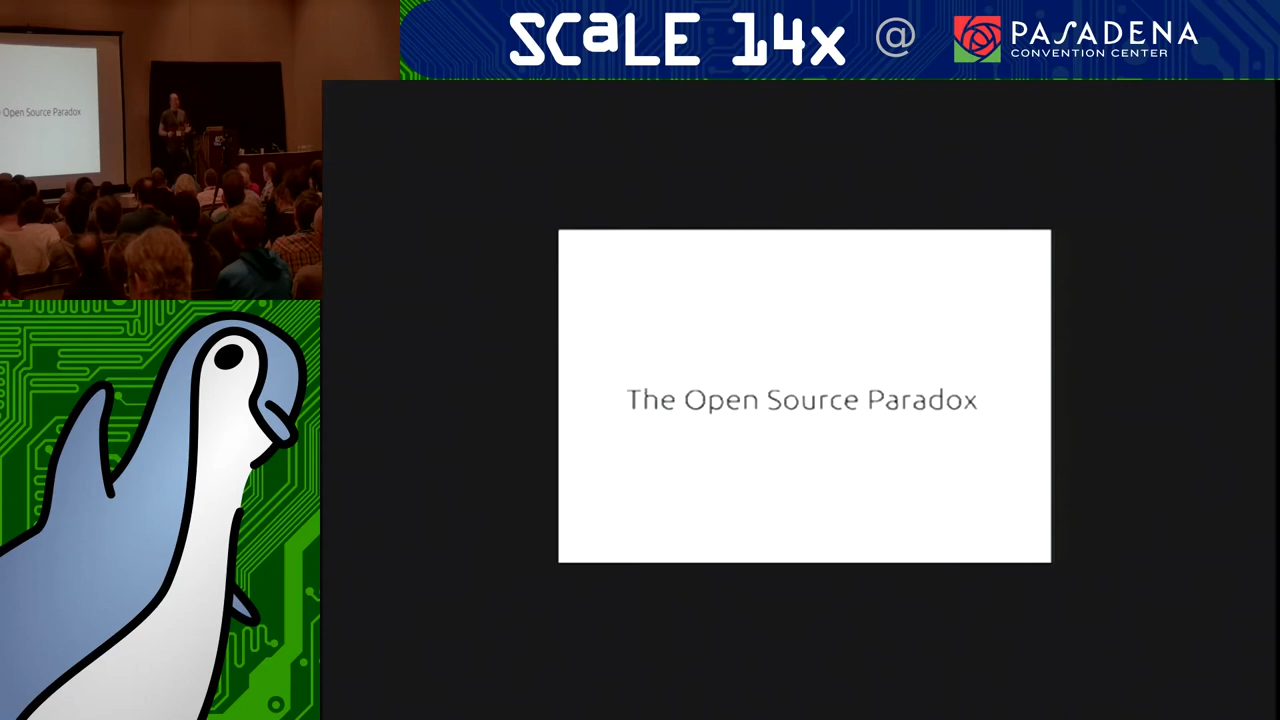 SCaLE 14x @ PASADENA
CONVENTION CENTER
Open Source Paradox
The Open Source Paradox